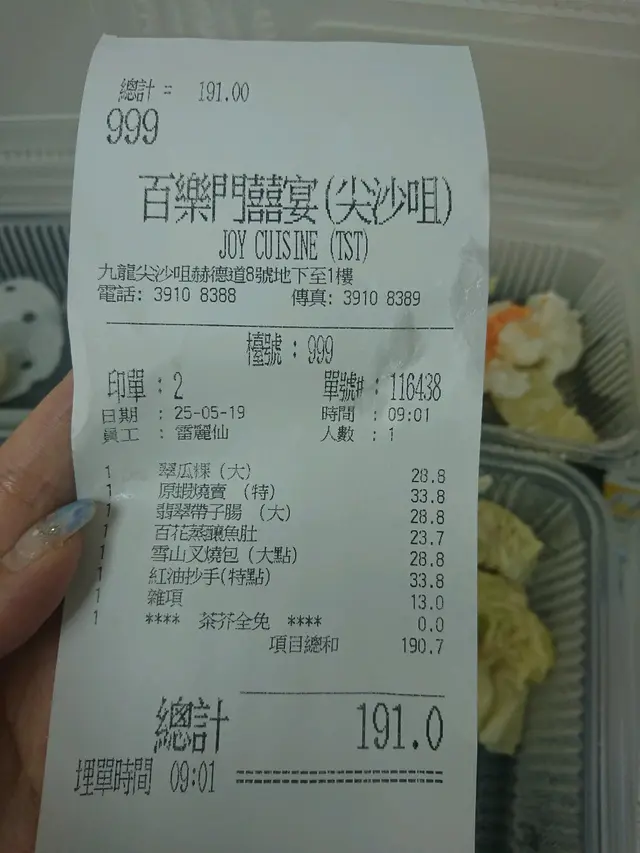 總計 = 191.00
999
百樂門囍宴(尖沙咀)
JOY CUISINE (TST)
九龍尖沙咀赫德道8號地下至1樓
電話: 3910 8388 傳真: 3910 8389
檯號 : 999
印單 : 2 單號#: 116438
日期 : 25-05-19 時間 : 09:01
員工 : 雷麗仙 人數 : 1
1 翠瓜粿 (大) 28.8
1 原蝦燒賣 (特) 33.8
1 翡翠帶子腸 (大) 28.8
1 百花蒸釀魚肚 23.7
1 雪山叉燒包(大點) 28.8
1 紅油抄手(特點) 33.8
1 雜項 13.0
1 **** 茶芥全免 **** 0.0
項目總和 190.7
總計 191.0
埋單時間 09:01